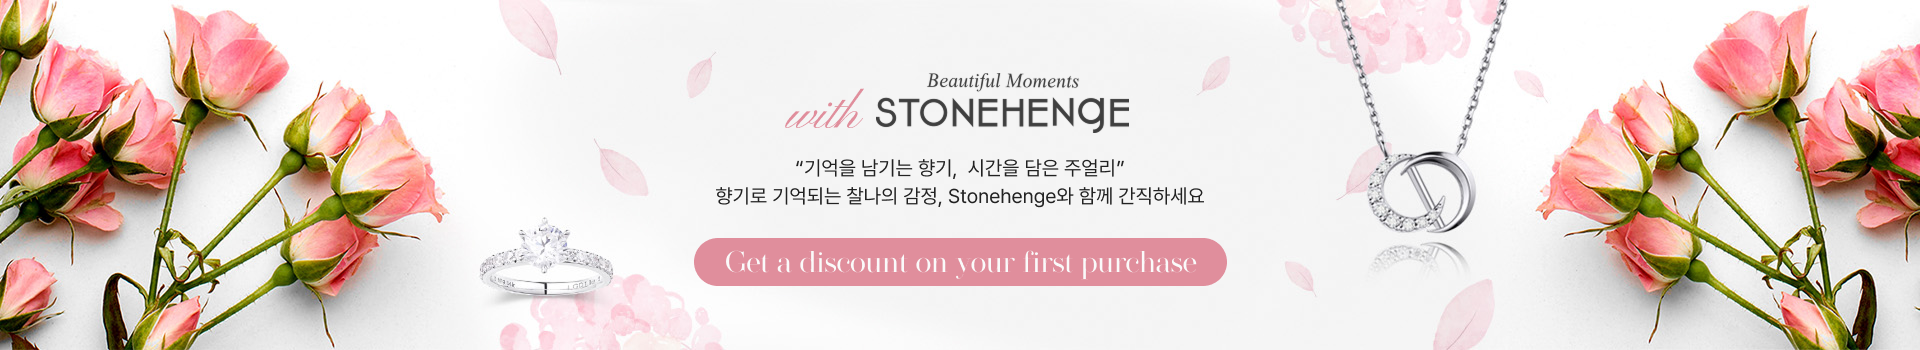 Beautiful Moments
with STONEHENgE
“기억을 남기는 향기, 시간을 담은 주얼리”
향기로 기억되는 찰나의 감정, Stonehenge와 함께 간직하세요
Get a discount on your first purchase